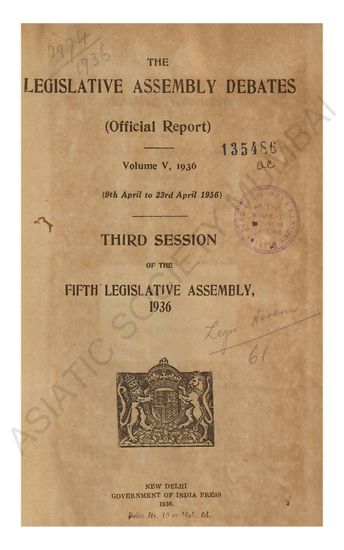 2974
1936
THE
LEGISLATIVE ASSEMBLY DEBATES
(Official Report)
135486
Volume V, 1936
(9th April to 23rd April 1936)
THIRD SESSION
OF THE
FIFTH LEGISLATIVE ASSEMBLY,
1936
61
NEW DELHI
GOVERNMENT OF INDIA PRESS
1936.
ASIATIC SOCIETY MUMBAI